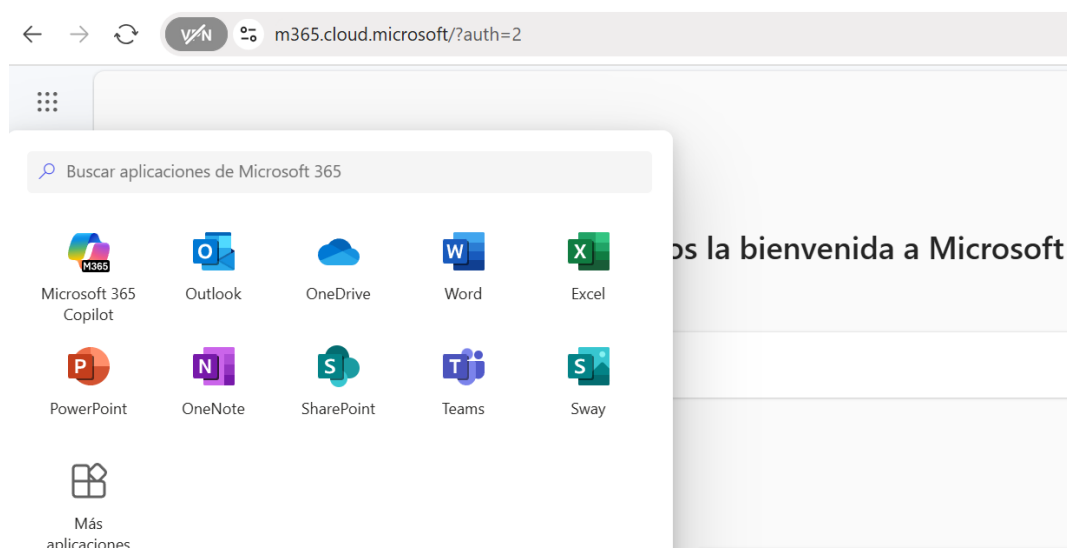 VPN
m365.cloud.microsoft/?auth=2
Buscar aplicaciones de Microsoft 365
os la bienvenida a Microsoft
M365
Microsoft 365
Copilot
Outlook
OneDrive
Word
Excel
PowerPoint
OneNote
SharePoint
Teams
Sway
Más
aplicaciones